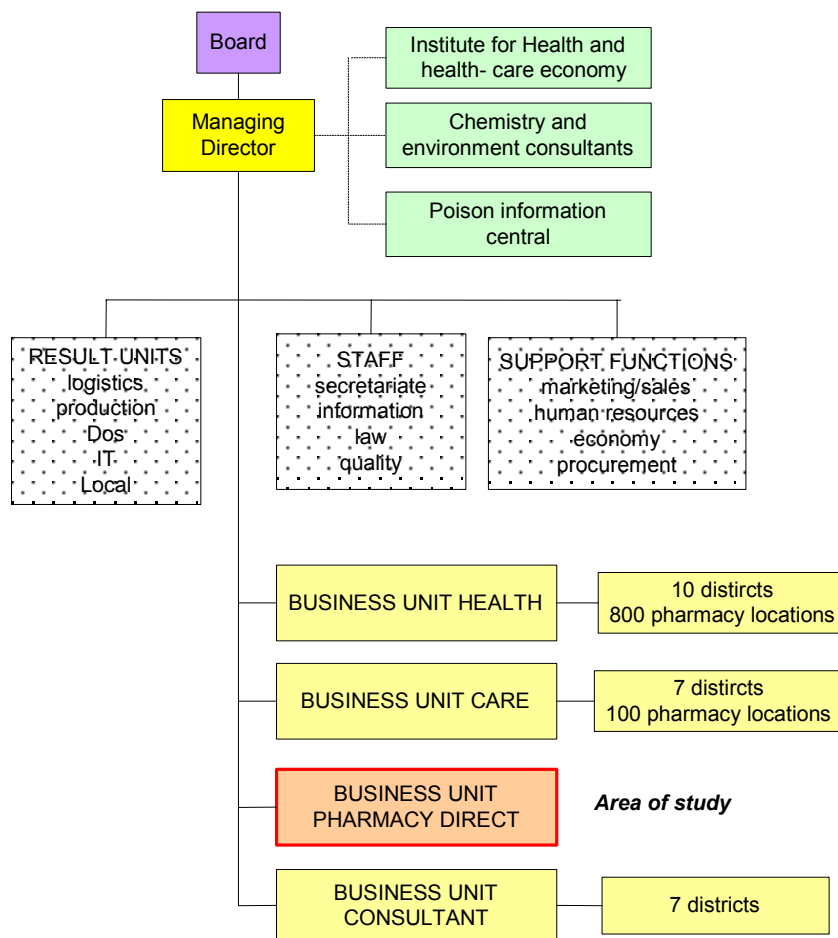 Board
Institute for Health and
health- care economy
Managing
Director
Chemistry and
environment consultants
Poison information
central
RESULT UNITS
logistics
production
Dos
IT
Local
STAFF
secretariate
information
law
quality
SUPPORT FUNCTIONS
marketing/sales
human resources
economy
procurement
BUSINESS UNIT HEALTH
10 distircts
800 pharmacy locations
BUSINESS UNIT CARE
7 distircts
100 pharmacy locations
BUSINESS UNIT
PHARMACY DIRECT
Area of study
BUSINESS UNIT
CONSULTANT
7 districts